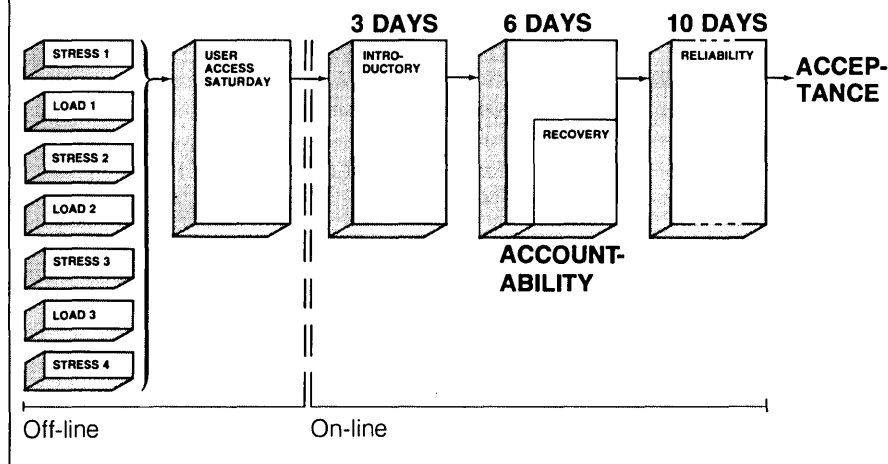 3 DAYS
6 DAYS
10 DAYS
STRESS 1
LOAD 1
STRESS 2
LOAD 2
STRESS 3
LOAD 3
STRESS 4
USER
ACCESS
SATURDAY
INTRO-
DUCTORY
RECOVERY
ACCOUNT-
ABILITY
RELIABILITY
ACCEP-
TANCE
Off-line
On-line